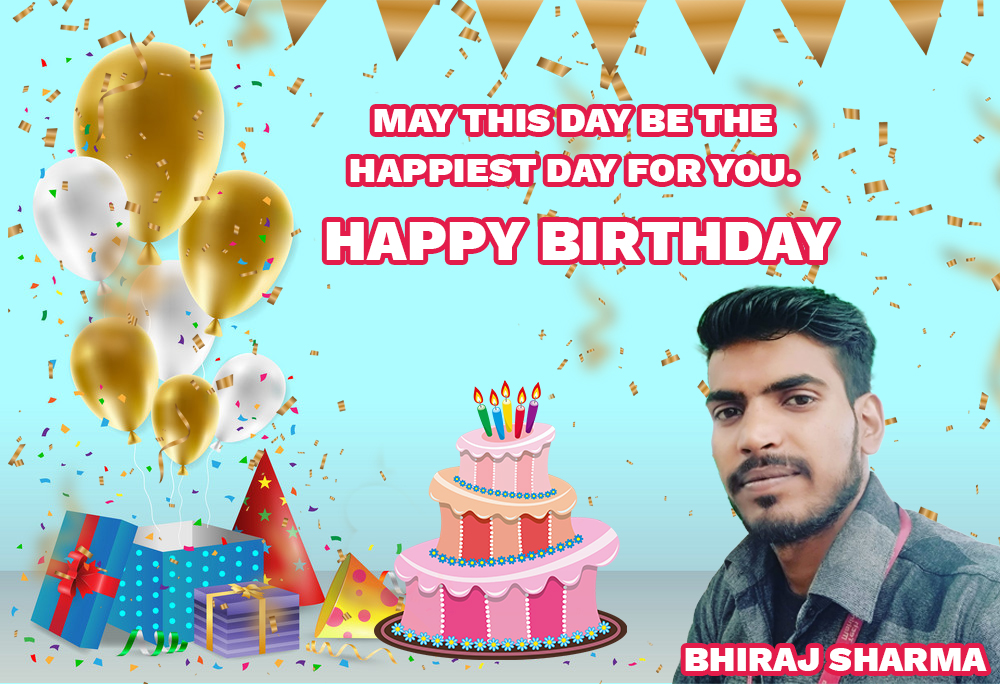 MAY THIS DAY BE THE
HAPPIEST DAY FOR YOU.
HAPPY BIRTHDAY
BHIRAJ SHARMA